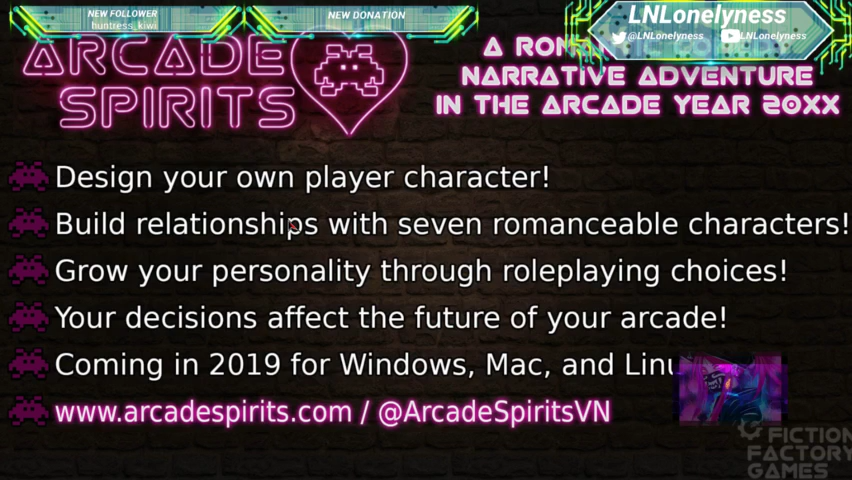 NEW FOLLOWER
huntress_kiwi
NEW DONATION
LNLonelyness
@LNLonelyness
LNLonelyness
ARCADE
SPIRITS
A
NARRATIVE ADVENTURE
IN THE ARCADE YEAR 20XX
Design your own player character!
Build relationships with seven romanceable characters!
Grow your personality through roleplaying choices!
Your decisions affect the future of your arcade!
Coming in 2019 for Windows, Mac, and
www.arcadespirits.com / @ArcadeSpiritsVN
FICTION
FACTORY
GAMES